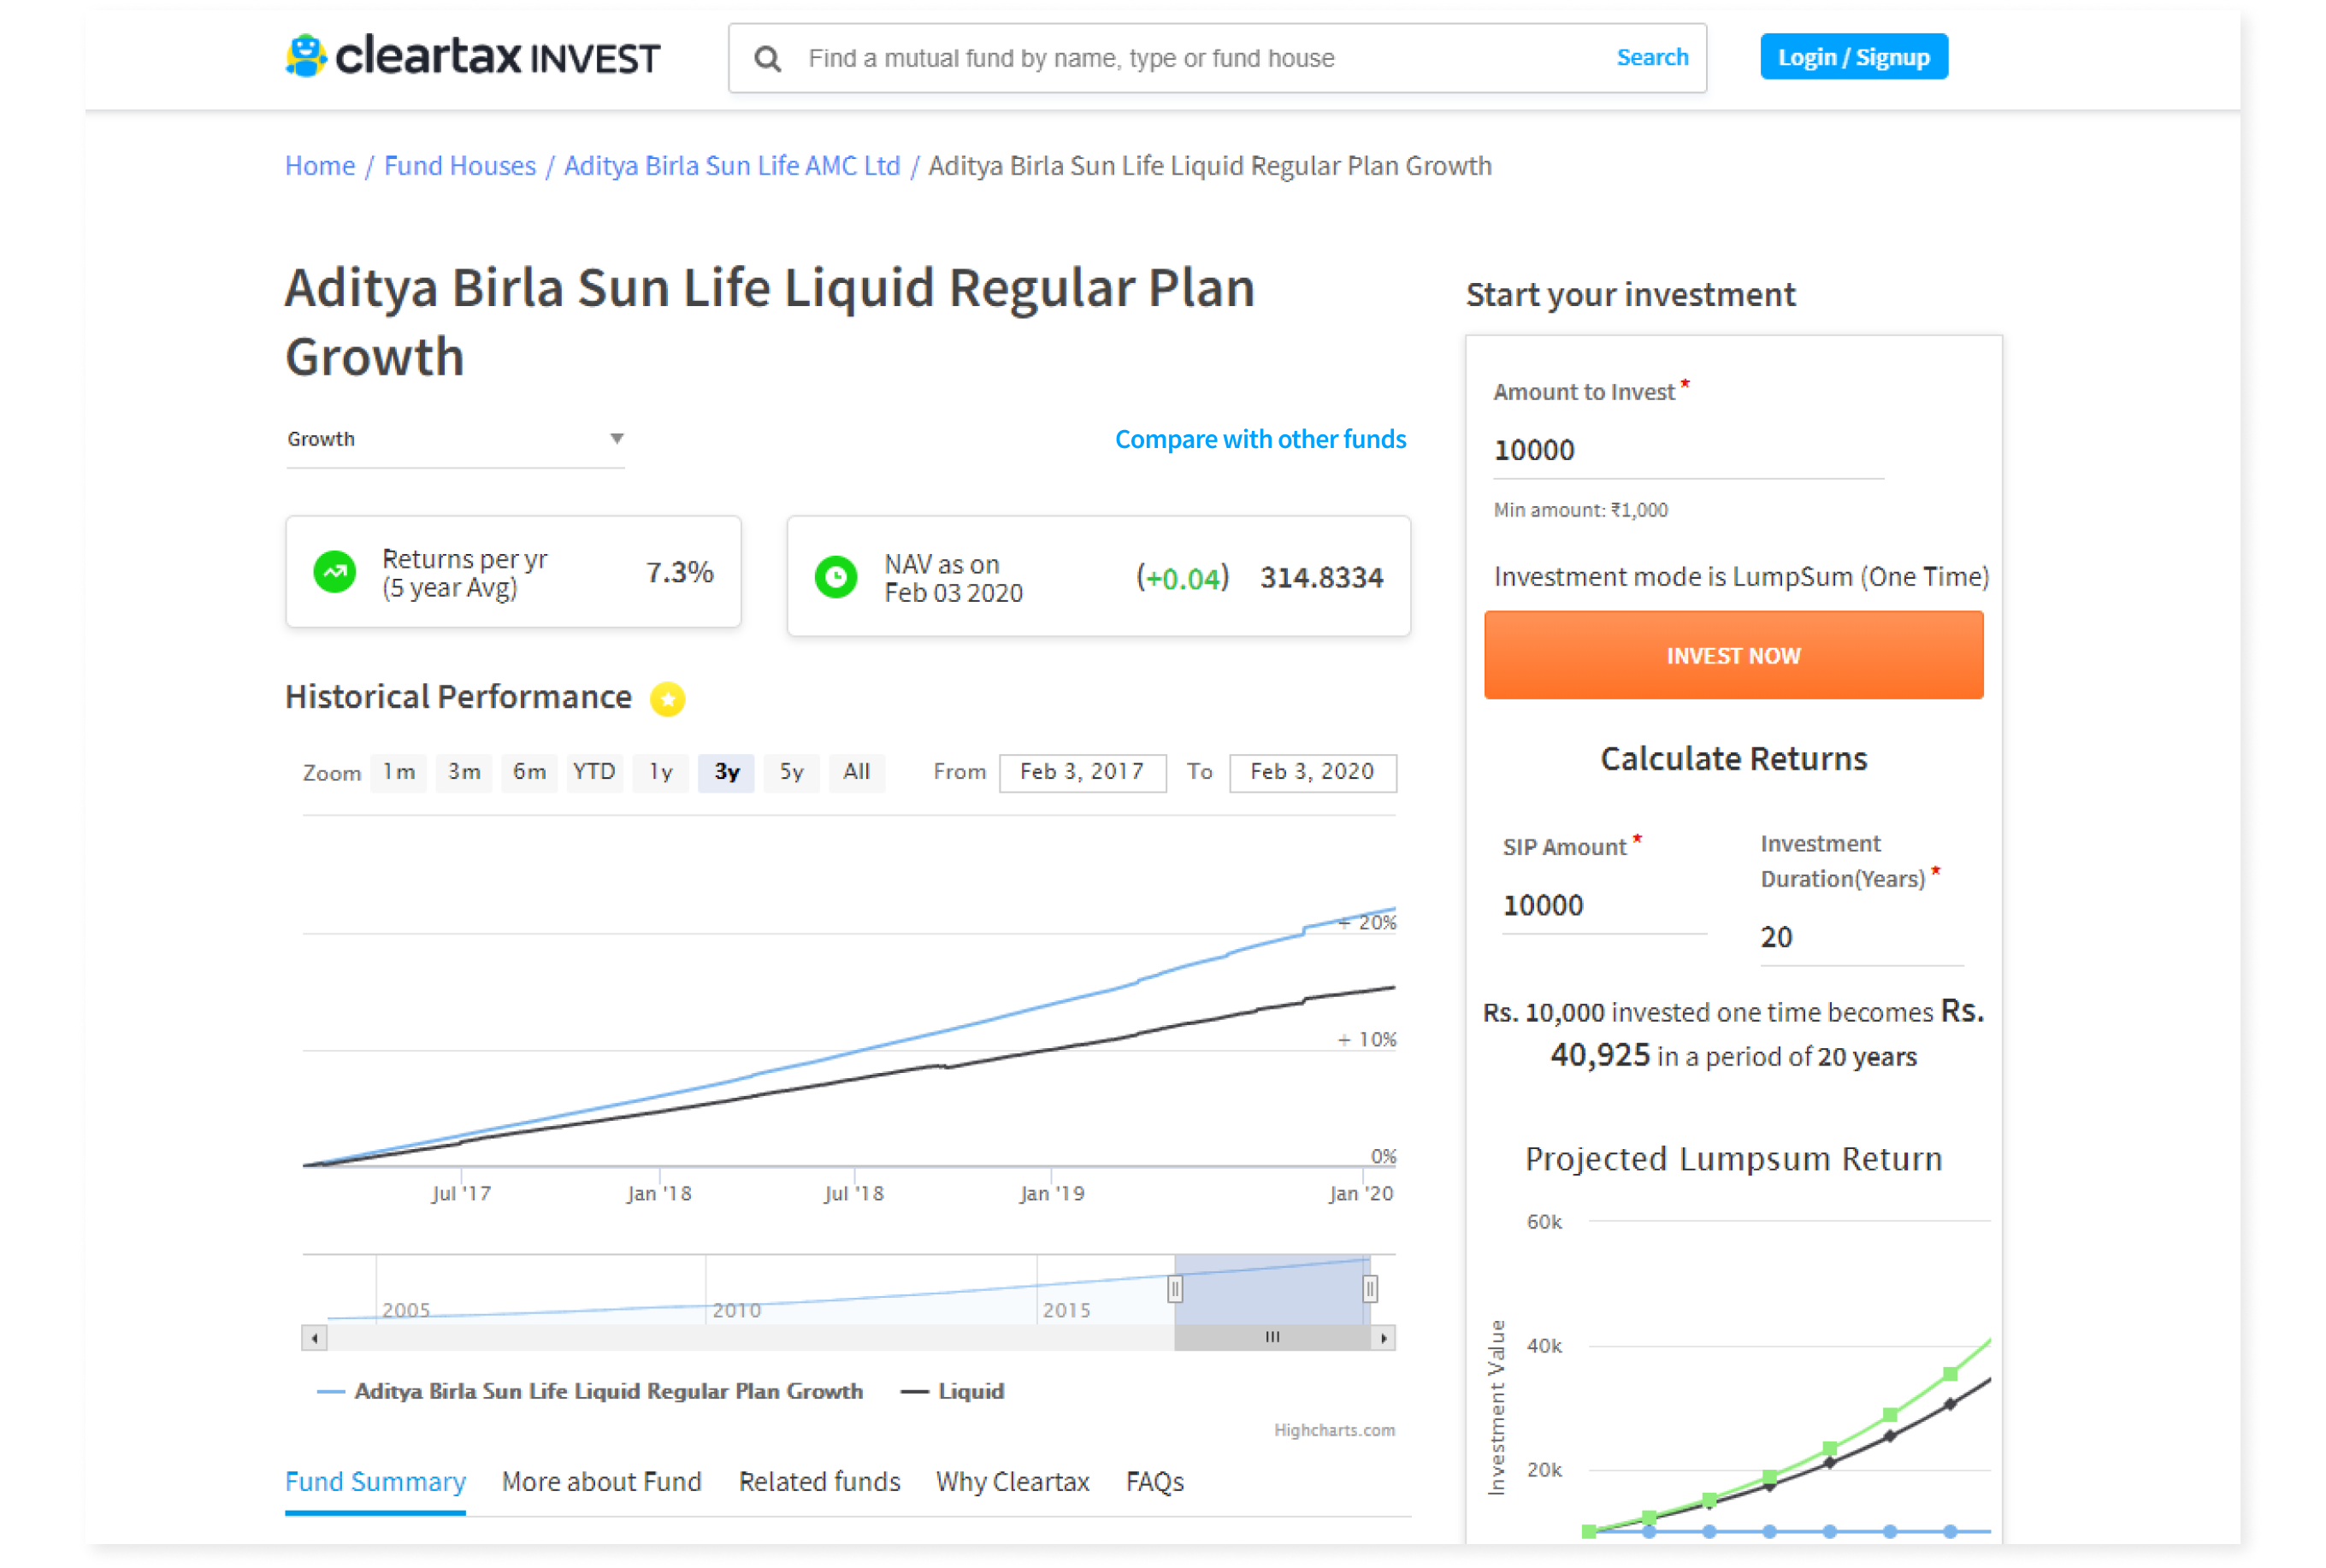 cleartax INVEST
Find a mutual fund by name, type or fund house
Search
Login / Signup
Home / Fund Houses / Aditya Birla Sun Life AMC Ltd / Aditya Birla Sun Life Liquid Regular Plan Growth
Aditya Birla Sun Life Liquid Regular Plan
Growth
Growth
Compare with other funds
Returns per yr
(5 year Avg)
7.3%
NAV as on
Feb 03 2020
(+0.04) 314.8334
Historical Performance
Zoom 1m 3m 6m YTD 1y 3y 5y All From Feb 3, 2017 To Feb 3, 2020
+ 20%
+ 10%
0%
Jul '17 Jan '18 Jul '18 Jan '19 Jan '20
2005 2010 2015
Aditya Birla Sun Life Liquid Regular Plan Growth Liquid
Highcharts.com
Fund Summary More about Fund Related funds Why Cleartax FAQs
Start your investment
Amount to Invest *
10000
Min amount: ₹1,000
Investment mode is LumpSum (One Time)
INVEST NOW
Calculate Returns
SIP Amount *
10000
Investment
Duration(Years) *
20
Rs. 10,000 invested one time becomes Rs.
40,925 in a period of 20 years
Projected Lumpsum Return
60k
40k
20k
Investment Value